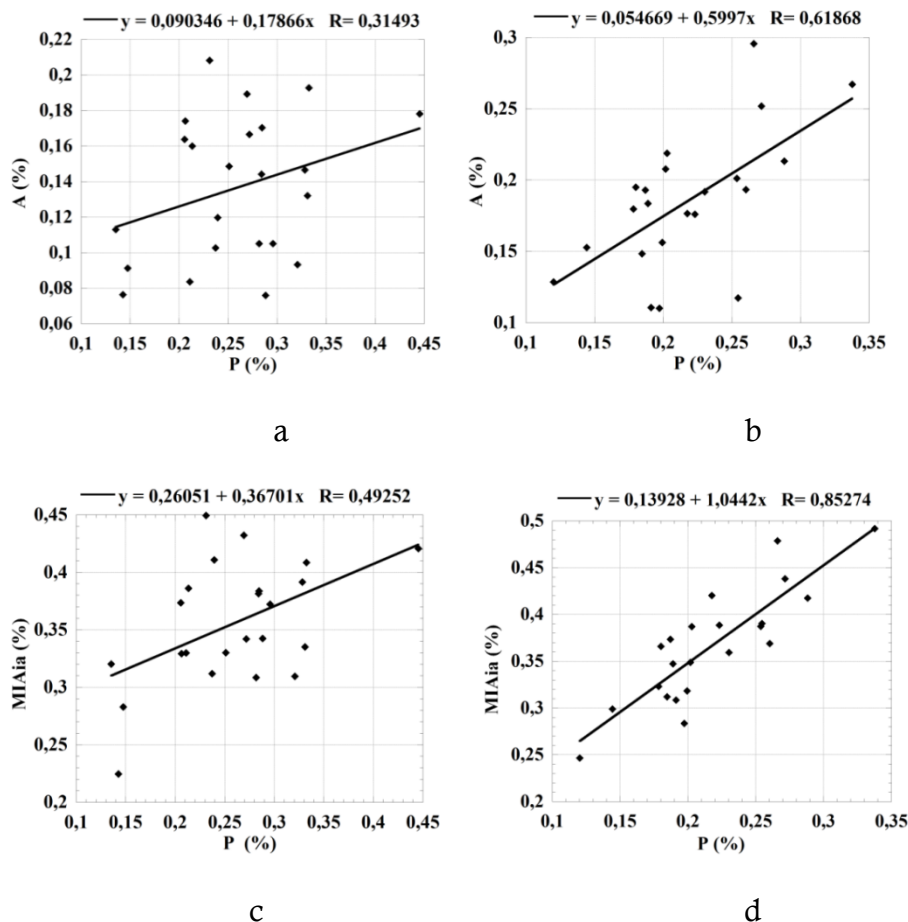 y = 0,090346 + 0,17866x   R= 0,31493
0,22
0,2
0,18
0,16
0,14
0,12
0,1
0,08
0,06
A (%)
0,1 0,15 0,2 0,25 0,3 0,35 0,4 0,45
P (%)
a
y = 0,054669 + 0,5997x   R= 0,61868
0,3
0,25
0,2
0,15
0,1
A (%)
0,1 0,15 0,2 0,25 0,3 0,35
P (%)
b
y = 0,26051 + 0,36701x   R= 0,49252
0,45
0,4
0,35
0,3
0,25
0,2
MIAia (%)
0,1 0,15 0,2 0,25 0,3 0,35 0,4 0,45
P (%)
c
y = 0,13928 + 1,0442x   R= 0,85274
0,5
0,45
0,4
0,35
0,3
0,25
0,2
MIAia (%)
0,1 0,15 0,2 0,25 0,3 0,35
P (%)
d